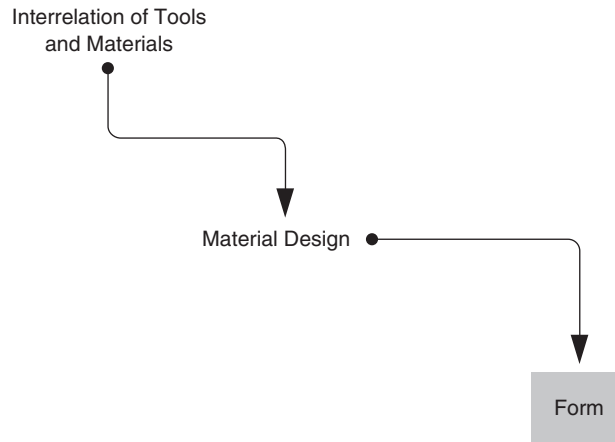 Interrelation of Tools
and Materials
Material Design
Form